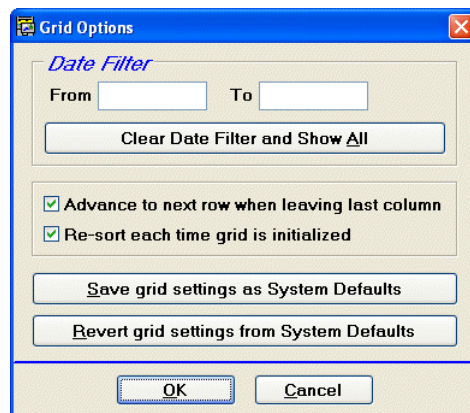 Grid Options
Date Filter
From To
Clear Date Filter and Show All
Advance to next row when leaving last column
Re-sort each time grid is initialized
Save grid settings as System Defaults
Revert grid settings from System Defaults
OK Cancel